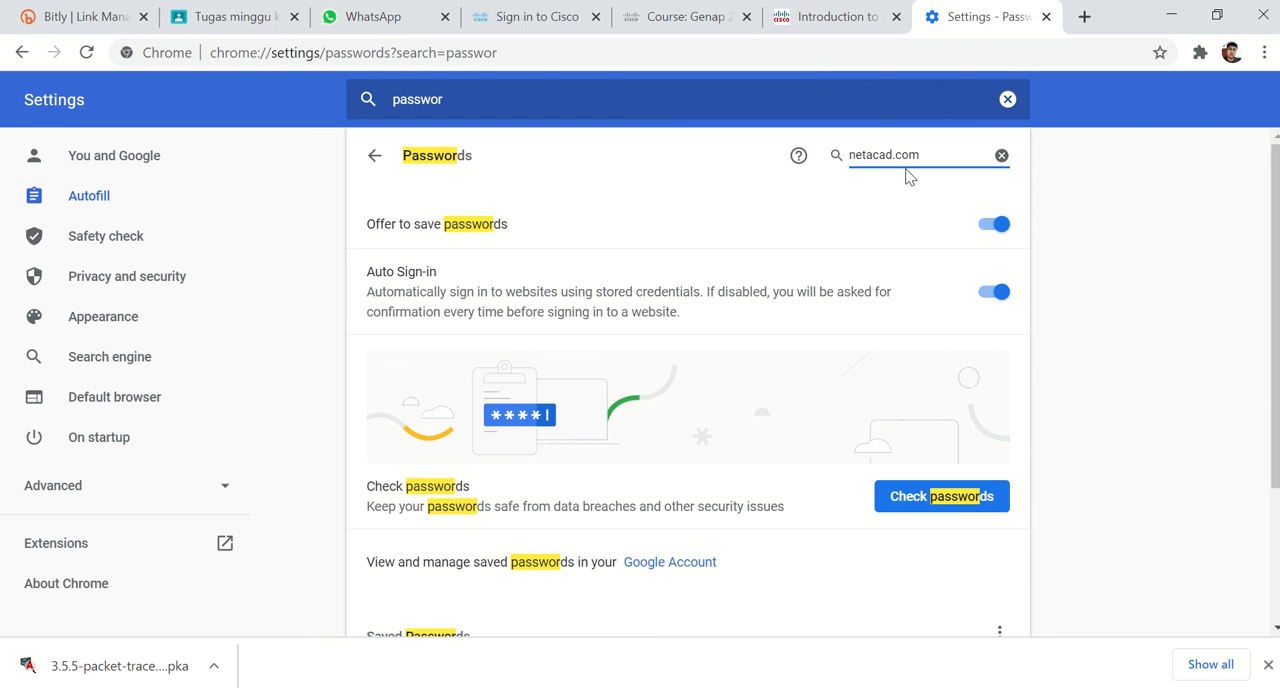 Bitly | Link Mana
Tugas minggu k
WhatsApp
Sign in to Cisco
Course: Genap 2
Introduction to
Settings - Passw
Chrome | chrome://settings/passwords?search=passwor
Settings
passwor
You and Google
Autofill
Safety check
Privacy and security
Appearance
Search engine
Default browser
On startup
Advanced
Extensions
About Chrome
Passwords
netacad.com
Offer to save passwords
Auto Sign-in
Automatically sign in to websites using stored credentials. If disabled, you will be asked for
confirmation every time before signing in to a website.
****|
Check passwords
Keep your passwords safe from data breaches and other security issues
Check passwords
View and manage saved passwords in your Google Account
Saved Passwords
3.5.5-packet-trace....pka
Show all